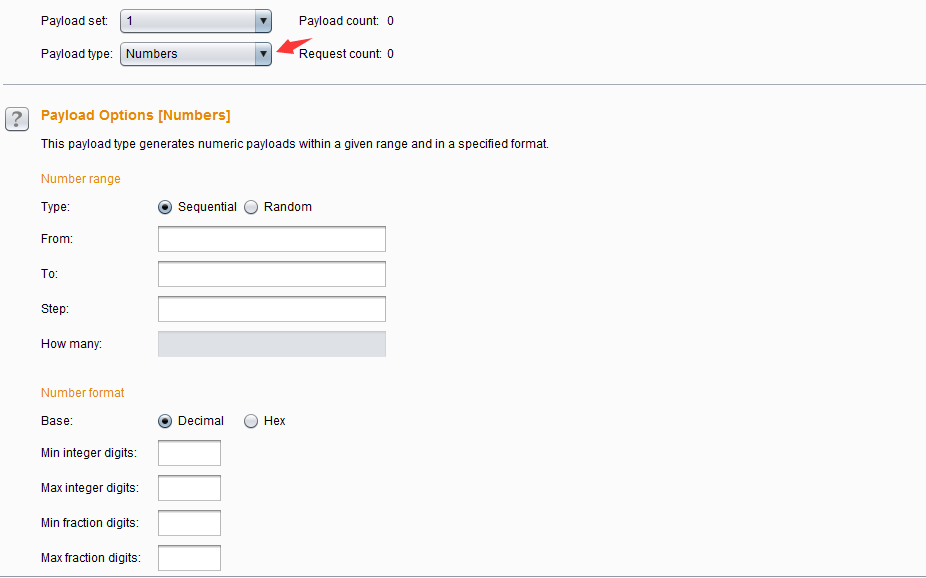 Payload set: 1 Payload count: 0
Payload type: Numbers Request count: 0
? Payload Options [Numbers]
This payload type generates numeric payloads within a given range and in a specified format.
Number range
Type: Sequential Random
From:
To:
Step:
How many:
Number format
Base: Decimal Hex
Min integer digits:
Max integer digits:
Min fraction digits:
Max fraction digits: